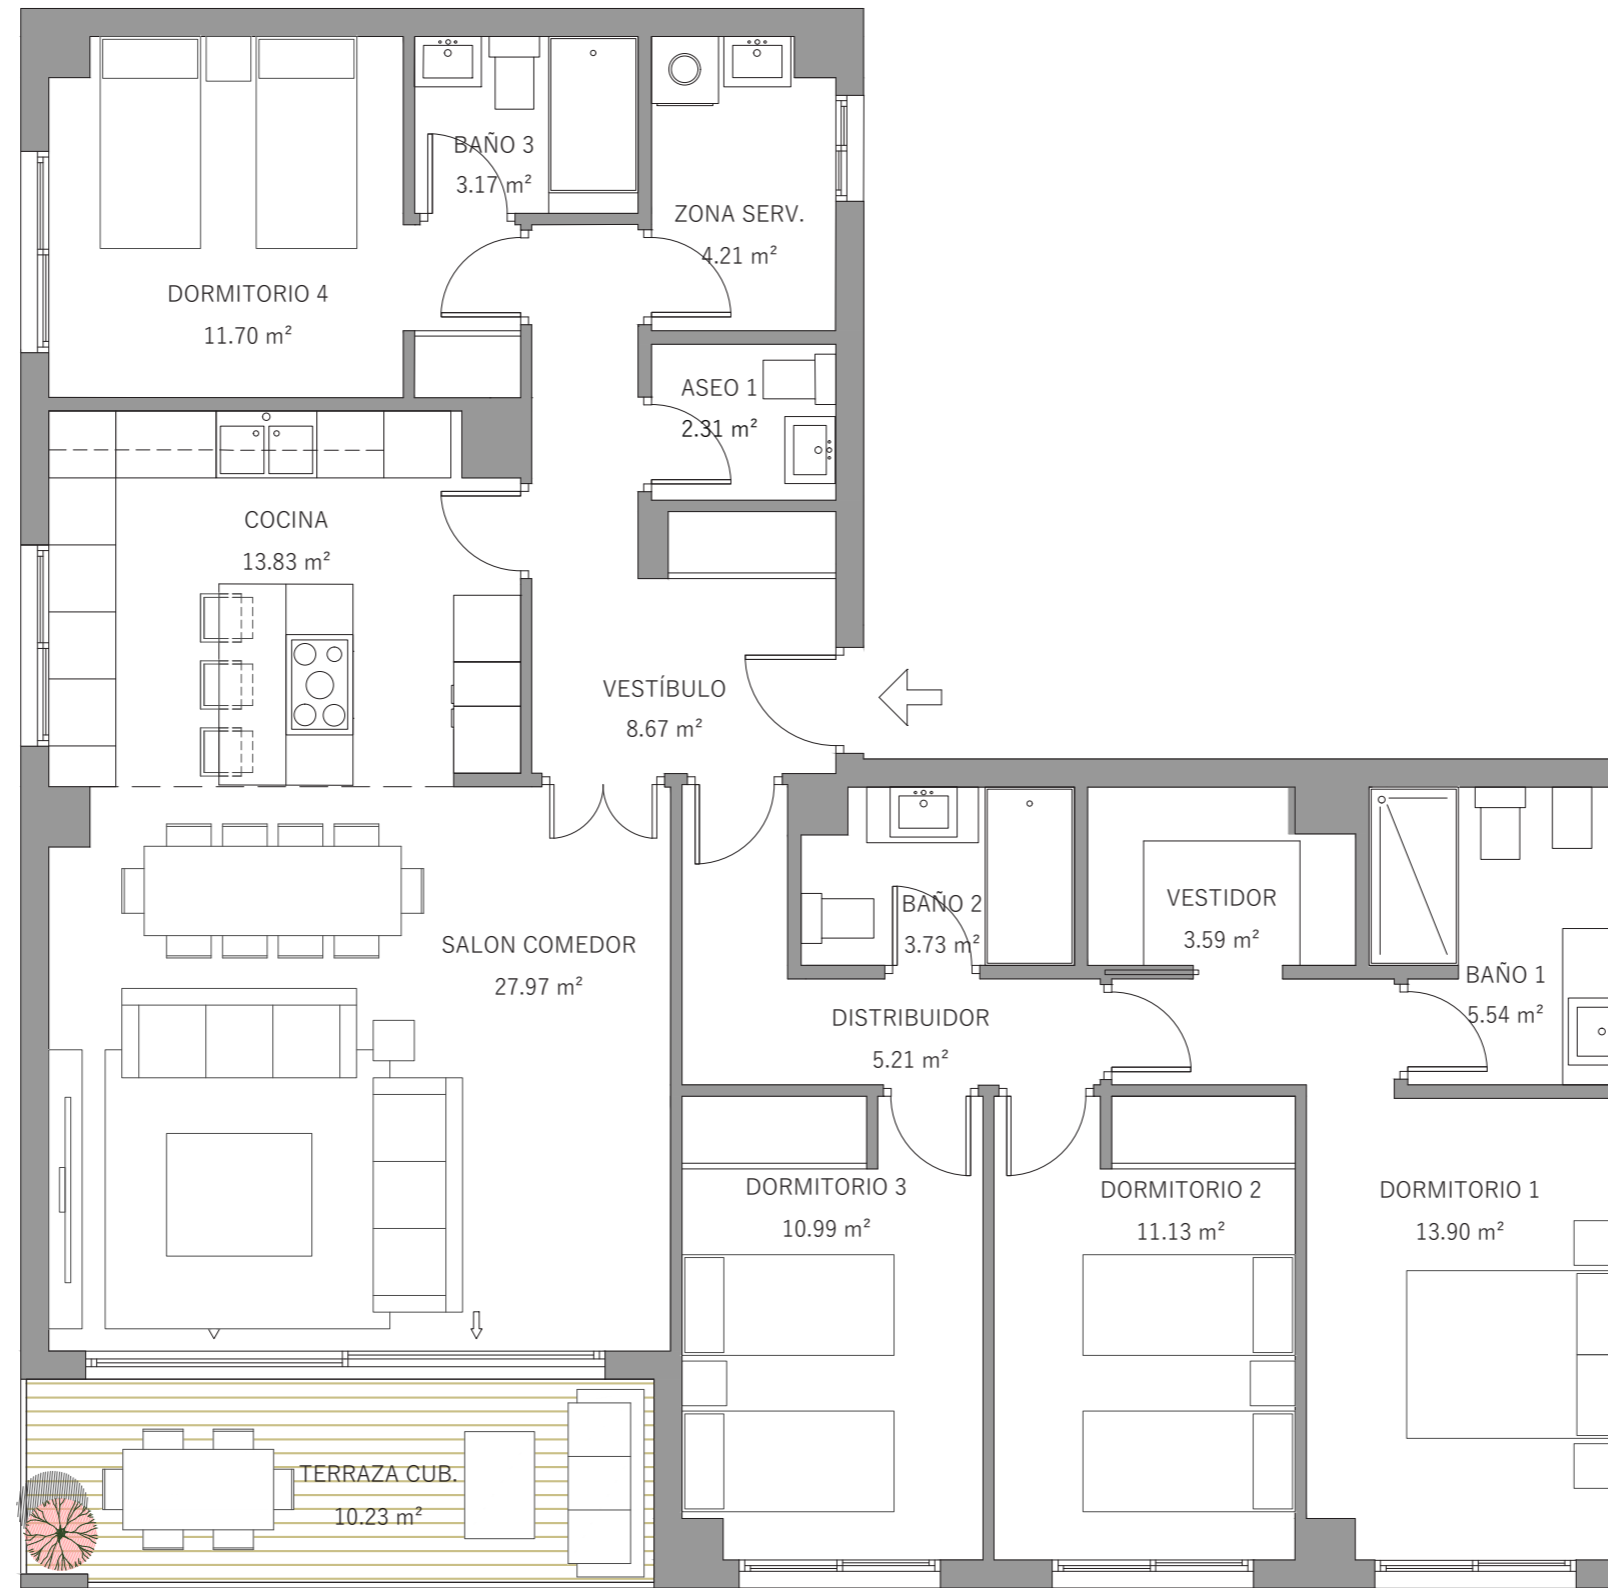 BAÑO 3
3.17 m²
ZONA SERV.
4.21 m²
DORMITORIO 4
11.70 m²
ASEO 1
2.31 m²
COCINA
13.83 m²
VESTÍBULO
8.67 m²
SALON COMEDOR
27.97 m²
BAÑO 2
3.73 m²
VESTIDOR
3.59 m²
BAÑO 1
5.54 m²
DISTRIBUIDOR
5.21 m²
DORMITORIO 3
10.99 m²
DORMITORIO 2
11.13 m²
DORMITORIO 1
13.90 m²
TERRAZA CUB.
10.23 m²